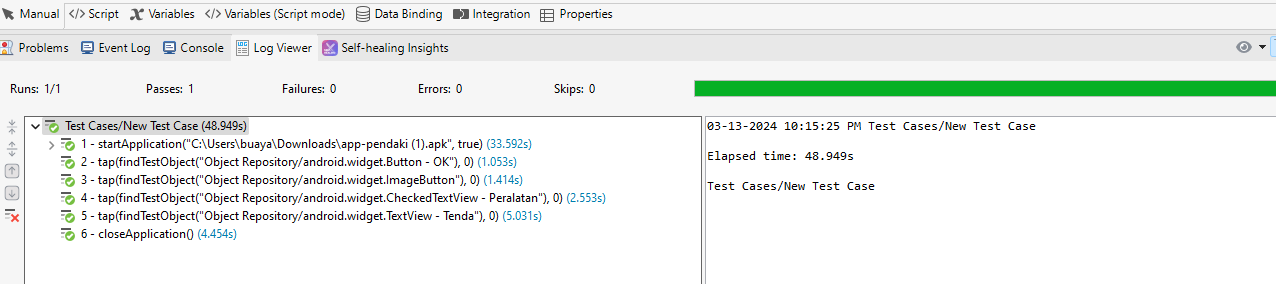 Manual </> Script Variables </> Variables (Script mode) Data Binding Integration Properties
Problems Event Log Console Log Viewer Self-healing Insights
Runs: 1/1 Passes: 1 Failures: 0 Errors: 0 Skips: 0
Test Cases/New Test Case (48.949s)
1 - startApplication("C:\Users\buaya\Downloads\app-pendaki (1).apk", true) (33.592s)
2 - tap(findTestObject("Object Repository/android.widget.Button - OK"), 0) (1.053s)
3 - tap(findTestObject("Object Repository/android.widget.ImageButton"), 0) (1.414s)
4 - tap(findTestObject("Object Repository/android.widget.CheckedTextView - Peralatan"), 0) (2.553s)
5 - tap(findTestObject("Object Repository/android.widget.TextView - Tenda"), 0) (5.031s)
6 - closeApplication() (4.454s)
03-13-2024 10:15:25 PM Test Cases/New Test Case
Elapsed time: 48.949s
Test Cases/New Test Case